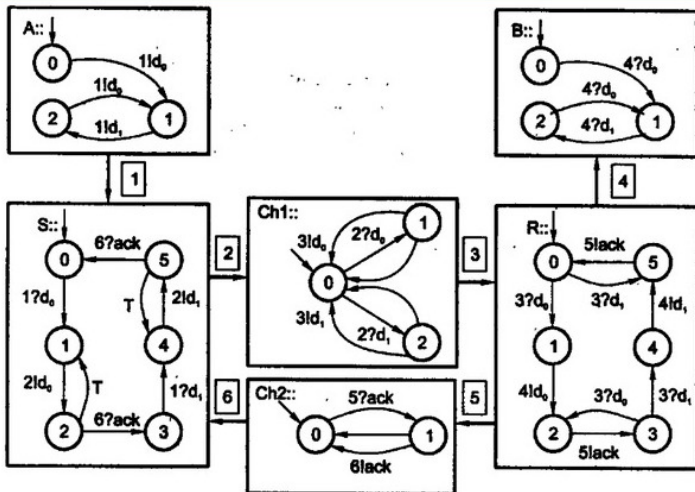 A::
0
1!d₀
1!d₀
2
1
1!d₁
B::
0
4?d₀
4?d₀
2
1
4?d₁
1
4
S::
6?ack
0
5
1?d₀
T
2!d₁
1
4
2!d₀
T
1?d₁
6?ack
2
3
2
Ch1::
1
3!d₀
2?d₀
0
3!d₁
2?d₁
2
3
R::
5!ack
0
5
3?d₀
3?d₁
4!d₁
1
4
4!d₀
3?d₀
3?d₁
2
3
5!ack
6
Ch2::
5?ack
0
1
6!ack
5